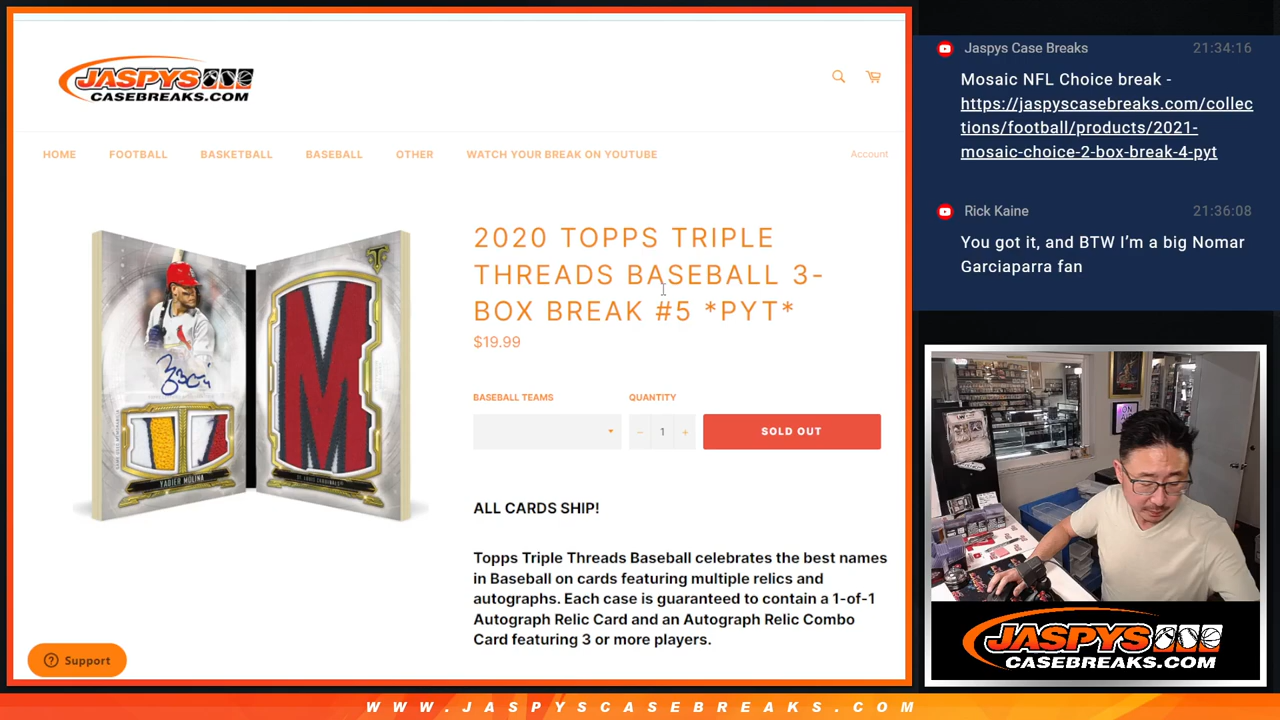 JASPYS
CASEBREAKS.COM
HOME FOOTBALL BASKETBALL BASEBALL OTHER WATCH YOUR BREAK ON YOUTUBE Account
2020 TOPPS TRIPLE
THREADS BASEBALL 3-
BOX BREAK #5 *PYT*
$19.99
BASEBALL TEAMS QUANTITY
− 1 + SOLD OUT
YADIER MOLINA
ALL CARDS SHIP!
Topps Triple Threads Baseball celebrates the best names
in Baseball on cards featuring multiple relics and
autographs. Each case is guaranteed to contain a 1-of-1
Autograph Relic Card and an Autograph Relic Combo
Card featuring 3 or more players.
Support
Jaspys Case Breaks 21:34:16
Mosaic NFL Choice break -
https://jaspyscasebreaks.com/collec
tions/football/products/2021-
mosaic-choice-2-box-break-4-pyt
Rick Kaine 21:36:08
You got it, and BTW I'm a big Nomar
Garciaparra fan
JASPYS
CASEBREAKS.COM
WWW.JASPYSCASEBREAKS.COM